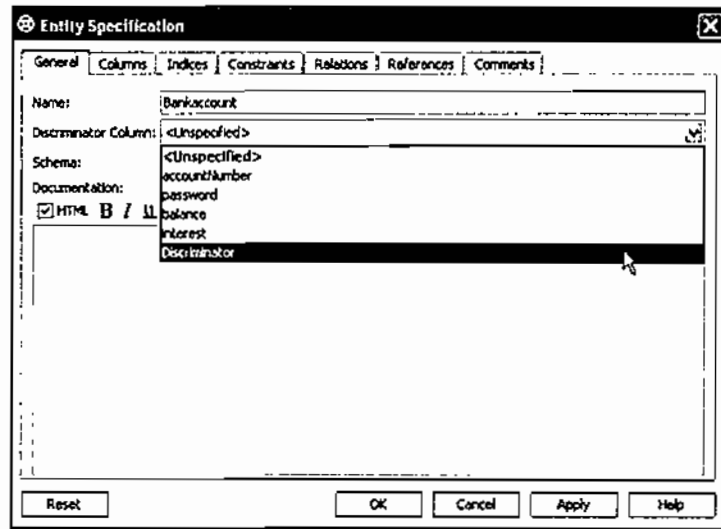 Entity Specification
General Columns Indices Constraints Relations References Comments
Name: Bankaccount
Discriminator Column: <Unspecified>
Schema: <Unspecified>
accountNumber
Documentation: password
HTML B I U balance
interest
Discriminator
Reset OK Cancel Apply Help